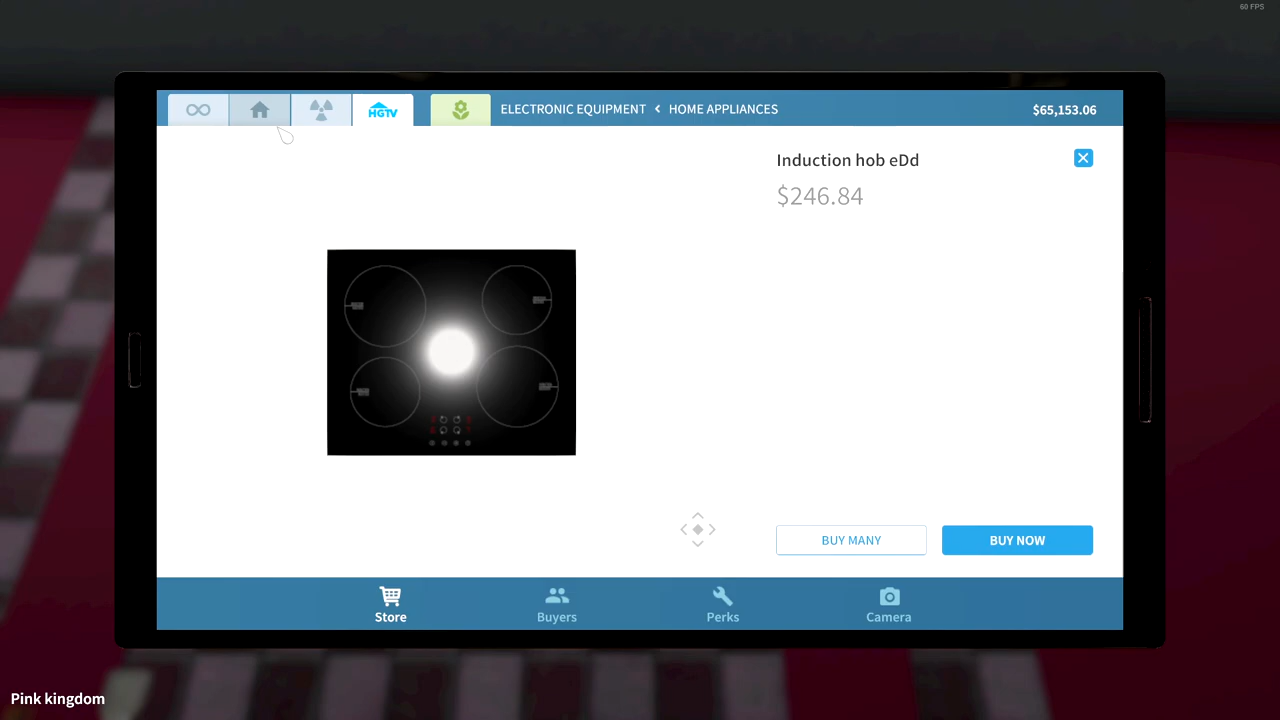 60 FPS
HGTV
ELECTRONIC EQUIPMENT < HOME APPLIANCES
$65,153.06
Induction hob eDd
$246.84
BUY MANY
BUY NOW
Store
Buyers
Perks
Camera
Pink kingdom